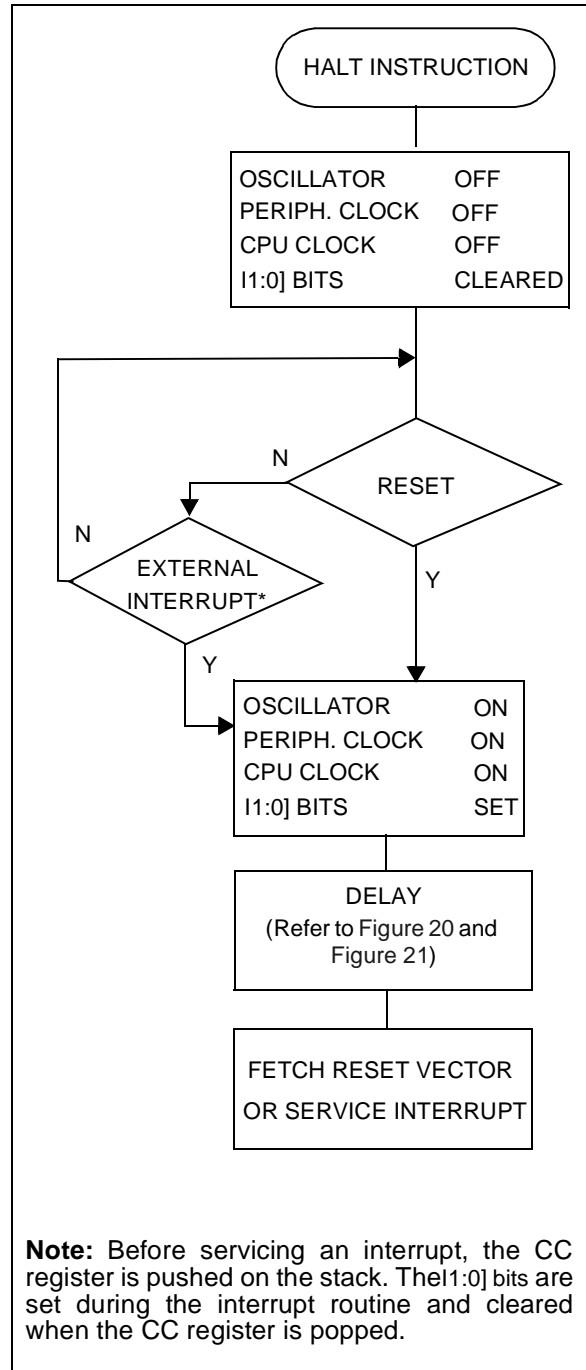 HALT INSTRUCTION
OSCILLATOR OFF
PERIPH. CLOCK OFF
CPU CLOCK OFF
I1:0] BITS CLEARED
N
RESET
N
EXTERNAL
INTERRUPT*
Y
Y
OSCILLATOR ON
PERIPH. CLOCK ON
CPU CLOCK ON
I1:0] BITS SET
DELAY
(Refer to Figure 20 and
Figure 21)
FETCH RESET VECTOR
OR SERVICE INTERRUPT
Note: Before servicing an interrupt, the CC
register is pushed on the stack. TheI1:0] bits are
set during the interrupt routine and cleared
when the CC register is popped.